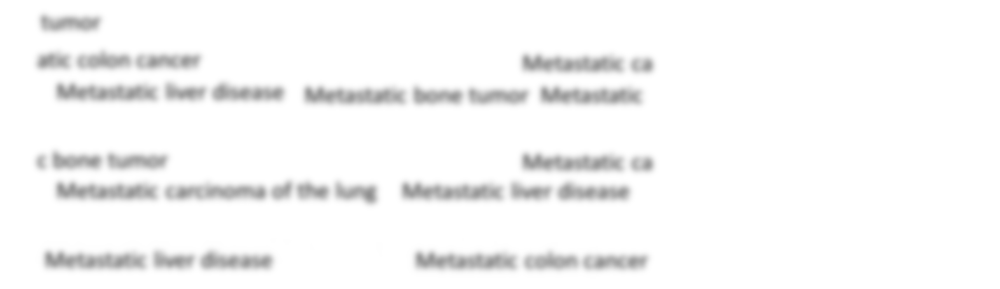 tumor
atic colon cancer Metastatic ca
Metastatic liver disease Metastatic bone tumor Metastatic
c bone tumor Metastatic ca
Metastatic carcinoma of the lung Metastatic liver disease
Metastatic liver disease Metastatic colon cancer